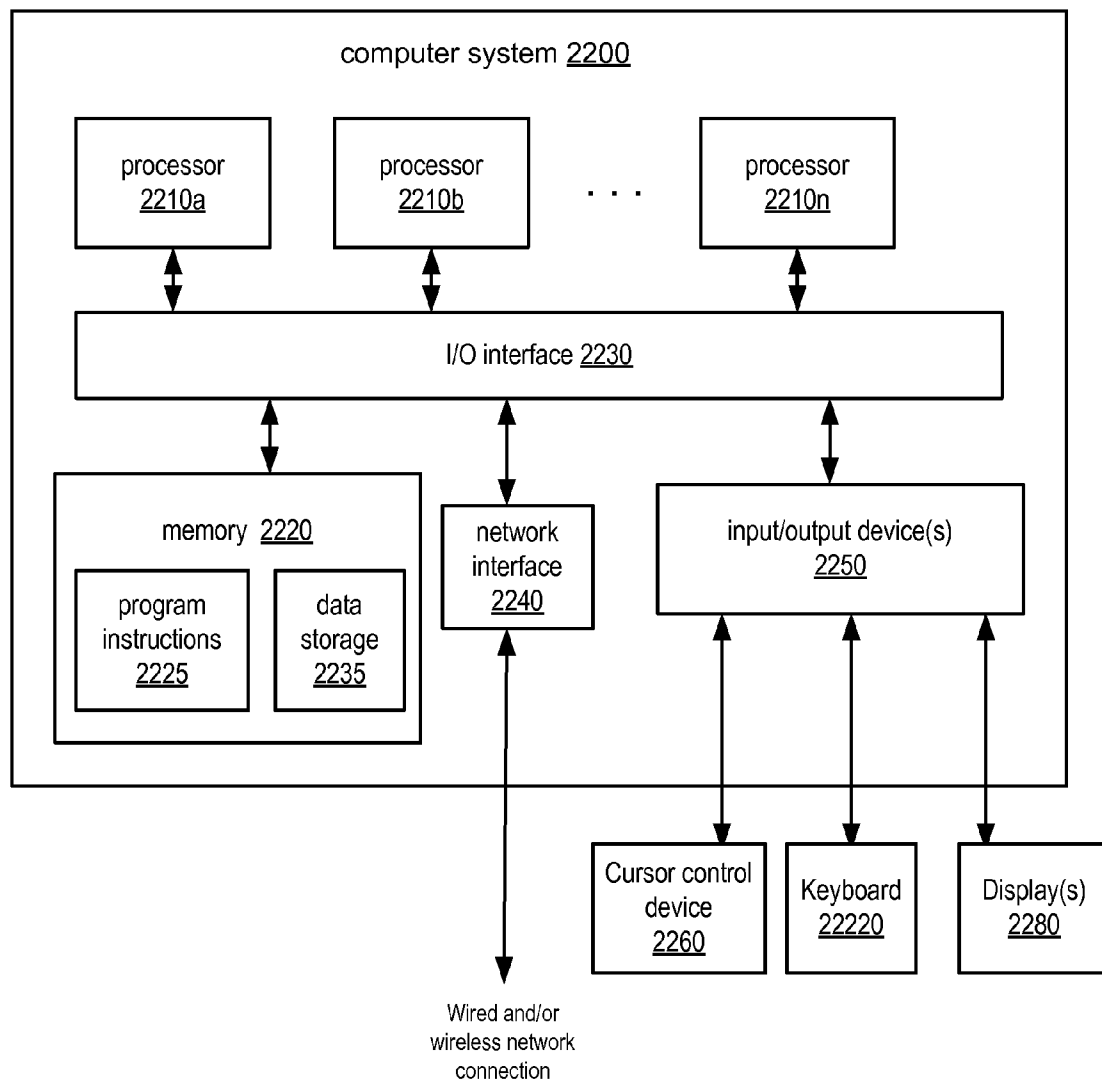 computer system 2200
processor
2210a
processor
2210b
. . .
processor
2210n
I/O interface 2230
memory 2220
program
instructions
2225
data
storage
2235
network
interface
2240
input/output device(s)
2250
Cursor control
device
2260
Keyboard
22220
Display(s)
2280
Wired and/or
wireless network
connection